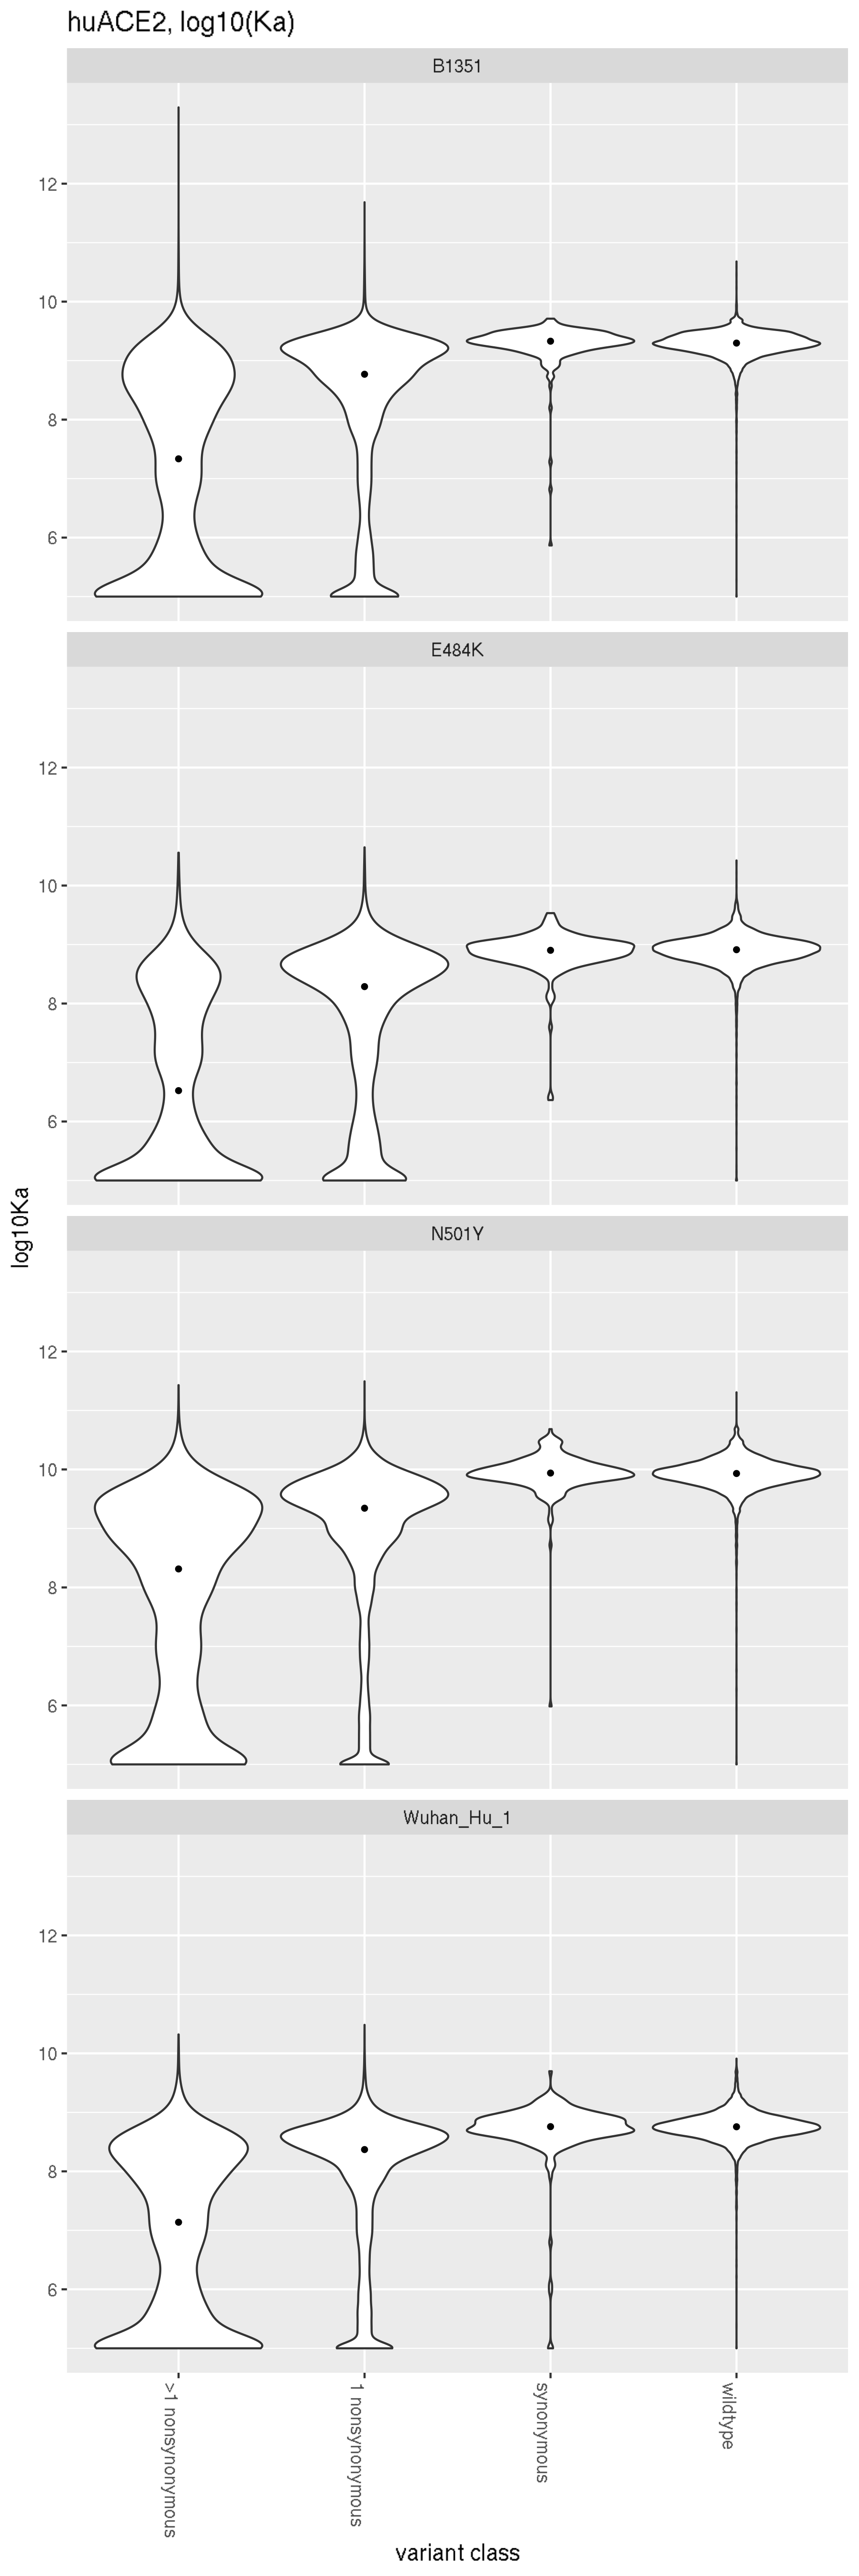 huACE2, log10(Ka)
B1351
12
10
8
6
E484K
12
10
8
6
N501Y
12
10
8
6
Wuhan_Hu_1
12
10
8
6
log10Ka
>1 nonsynonymous
1 nonsynonymous
synonymous
wildtype
variant class